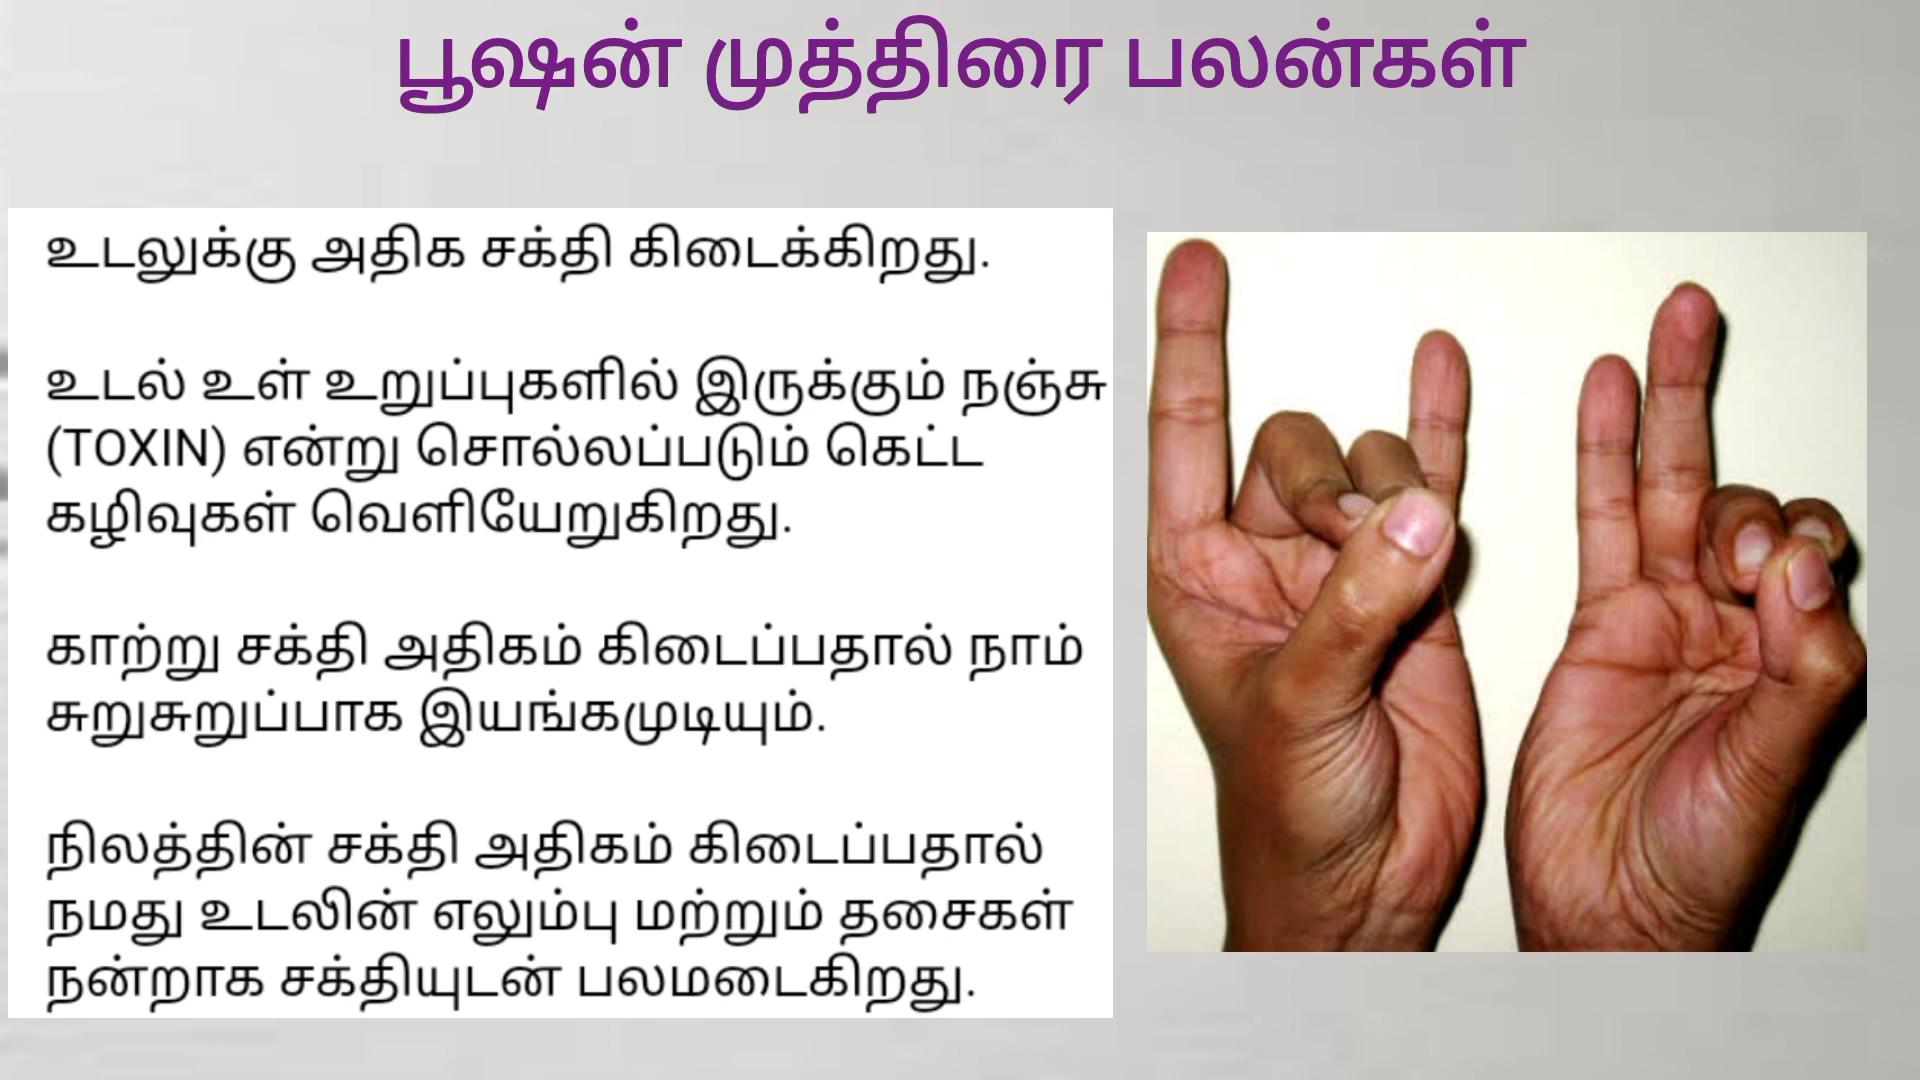 பூஷன் முத்திரை பலன்கள்
உடலுக்கு அதிக சக்தி கிடைக்கிறது.
உடல் உள் உறுப்புகளில் இருக்கும் நஞ்சு
(TOXIN) என்று சொல்லப்படும் கெட்ட
கழிவுகள் வெளியேறுகிறது.
காற்று சக்தி அதிகம் கிடைப்பதால் நாம்
சுறுசுறுப்பாக இயங்கமுடியும்.
நிலத்தின் சக்தி அதிகம் கிடைப்பதால்
நமது உடலின் எலும்பு மற்றும் தசைகள்
நன்றாக சக்தியுடன் பலமடைகிறது.